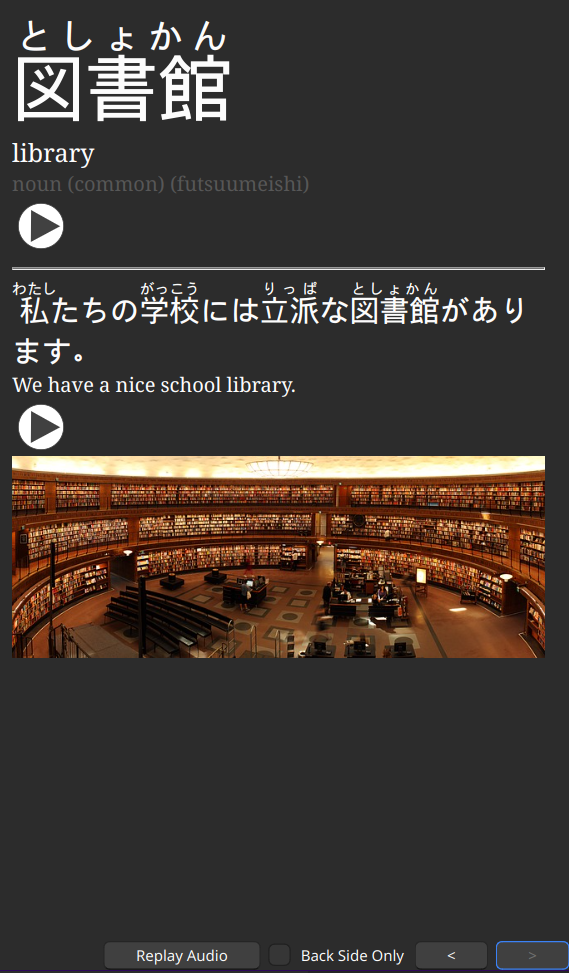 としょかん
図書館
library
noun (common) (futsuumeishi)
わたし がっこう りっぱ としょかん
私たちの学校には立派な図書館があり
ます。
We have a nice school library.
Replay Audio Back Side Only < >